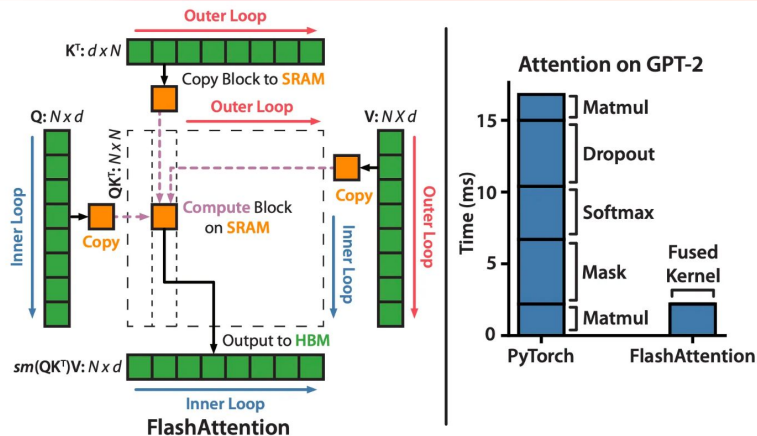 Outer Loop
Kᵀ: d x N
Copy Block to SRAM
Outer Loop
Q: N x d
V: N X d
QKᵀ: N x N
Inner Loop
Copy
Compute Block
on SRAM
Copy
Inner Loop
Outer Loop
Output to HBM
sm(QKᵀ)V: N x d
Inner Loop
FlashAttention
Attention on GPT-2
Time (ms)
15
10
5
0
Matmul
Dropout
Softmax
Mask
Matmul
Fused
Kernel
PyTorch
FlashAttention